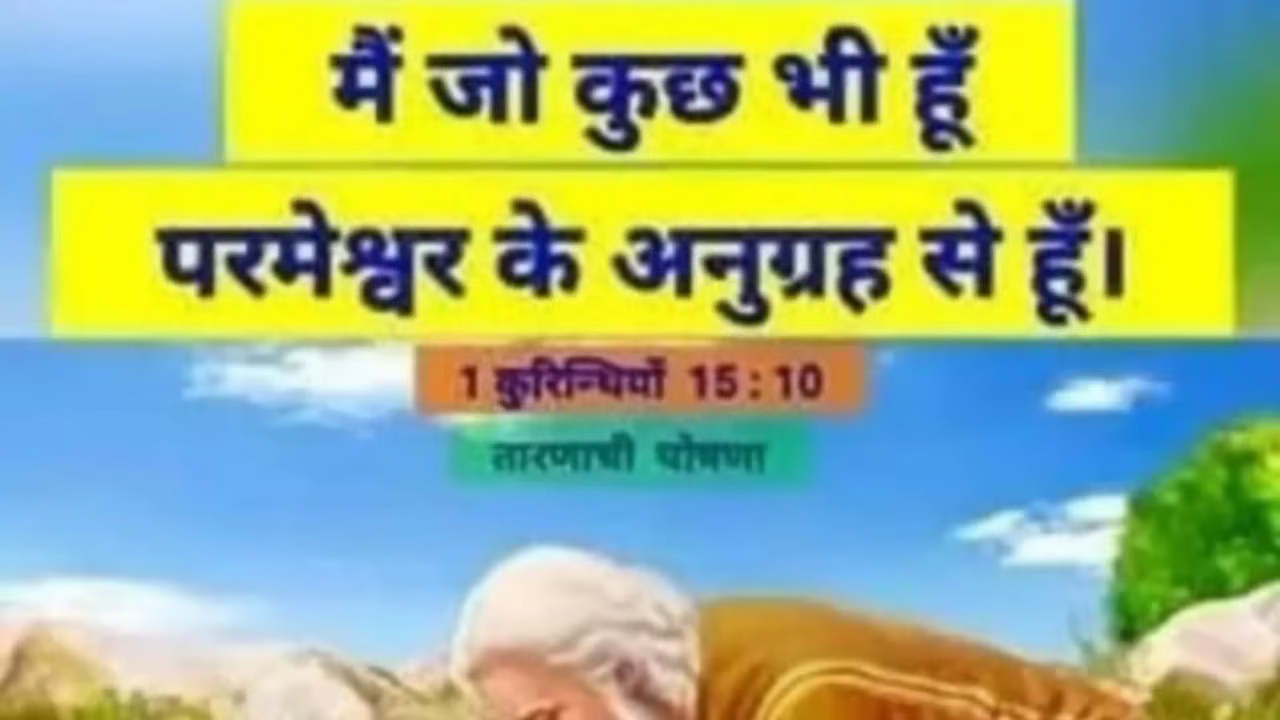 मैं जो कुछ भी हूँ
परमेश्वर के अनुग्रह से हूँ।
1 कुरिन्थियों 15 : 10
तारणाची घोषणा